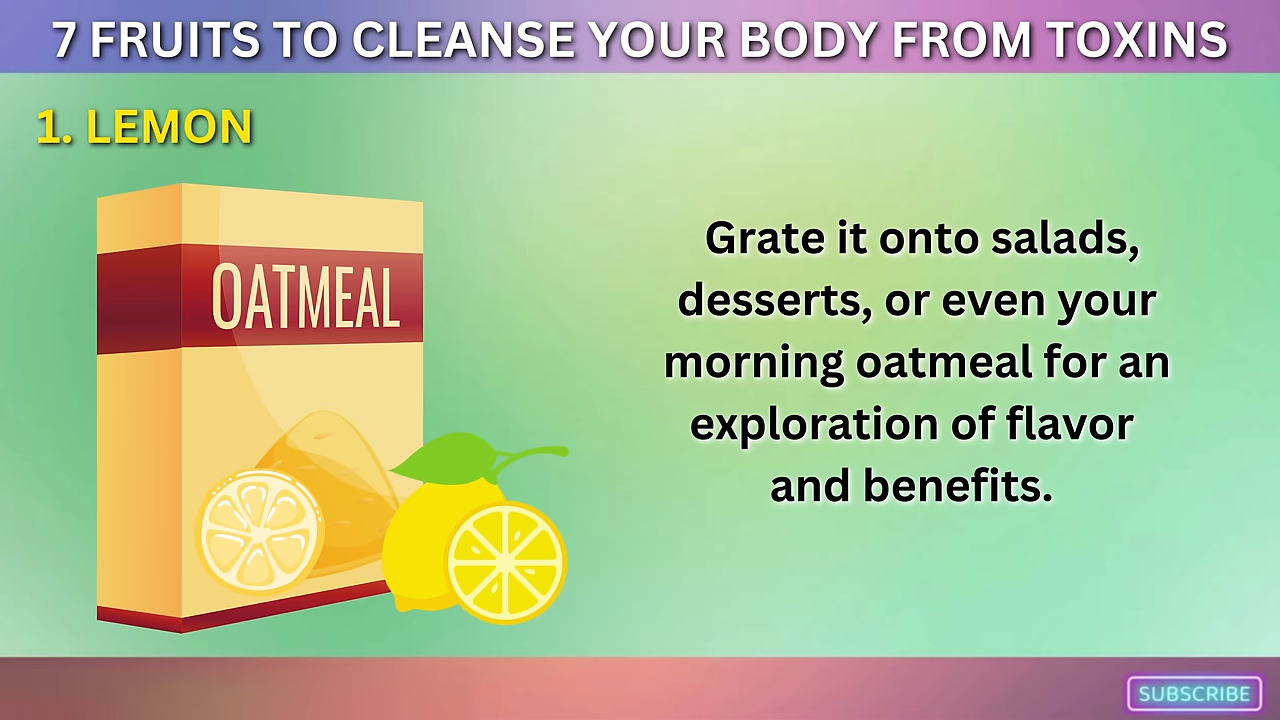 7 FRUITS TO CLEANSE YOUR BODY FROM TOXINS
1. LEMON
OATMEAL
Grate it onto salads,
desserts, or even your
morning oatmeal for an
exploration of flavor
and benefits.
SUBSCRIBE